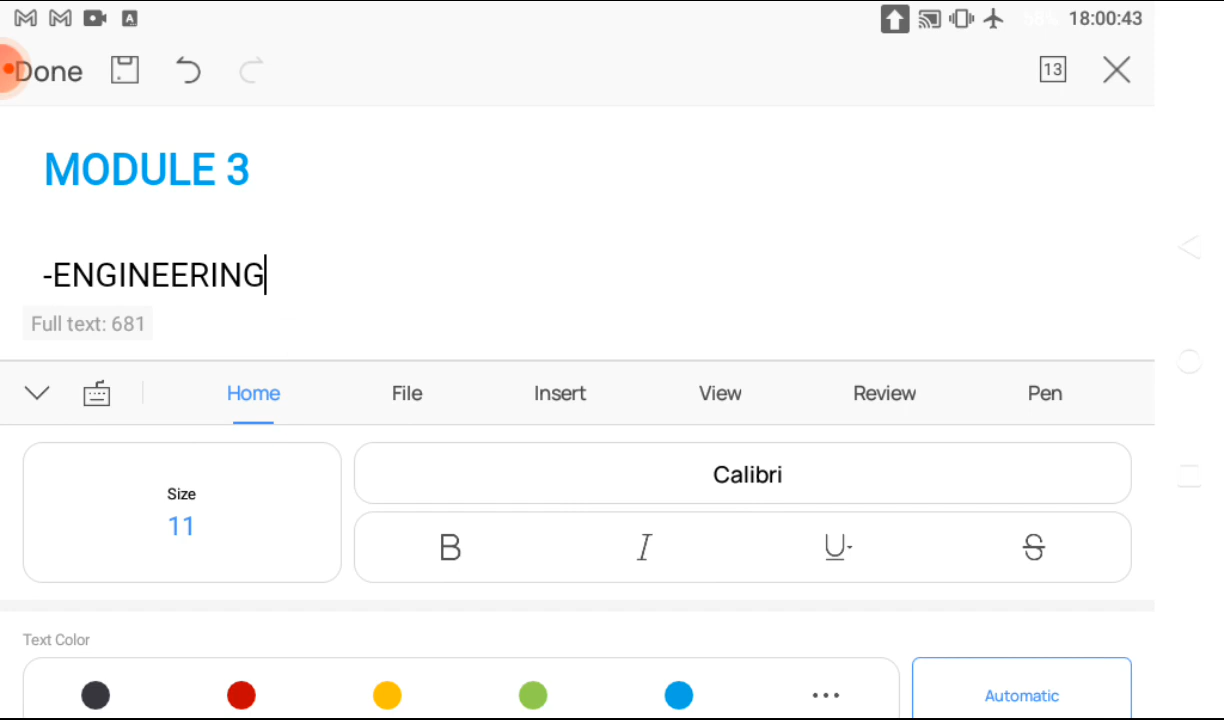 18:00:43
Done
13
MODULE 3
-ENGINEERING
Full text: 681
Home File Insert View Review Pen
Size
11
Calibri
B I U S
Text Color
Automatic